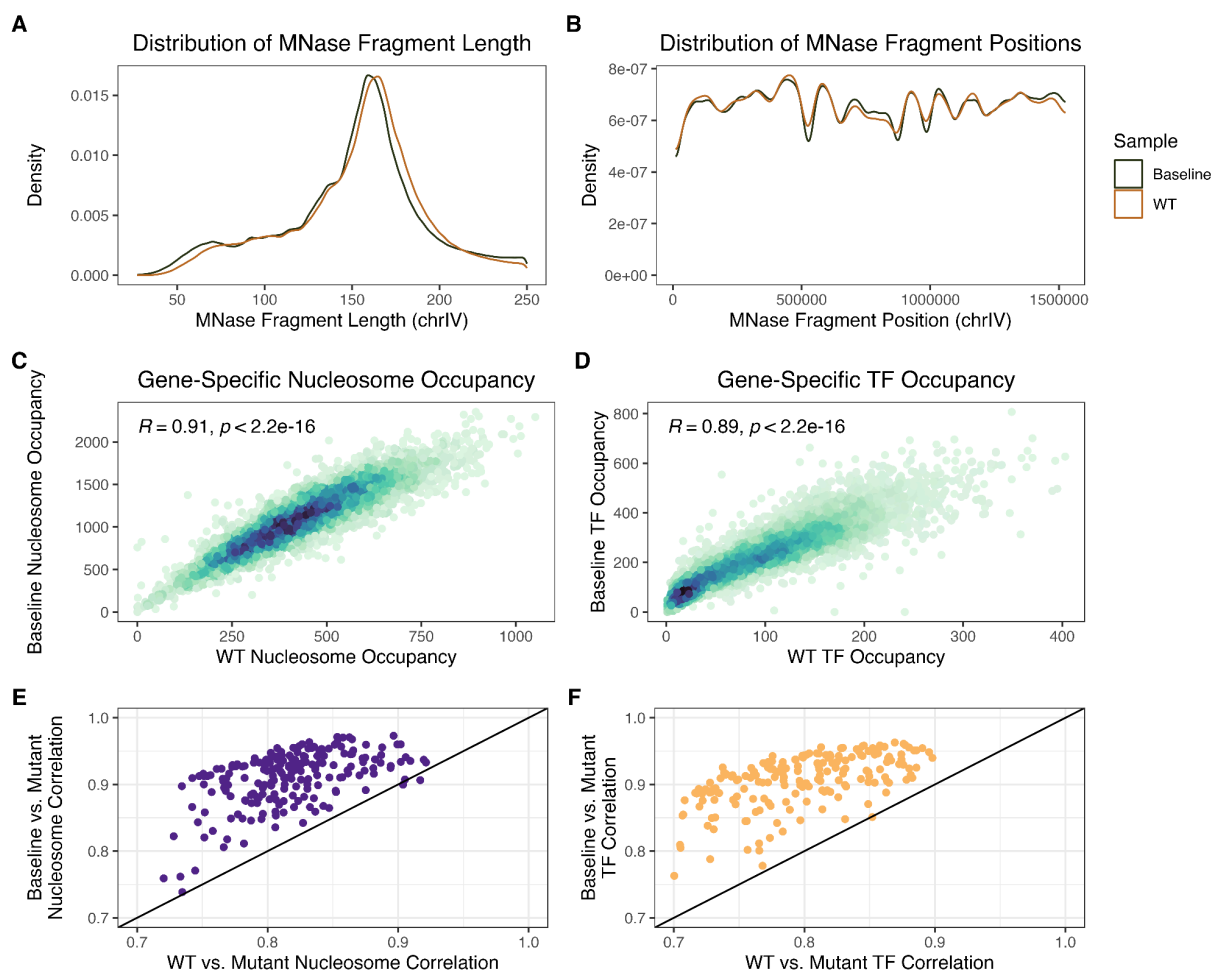 A
Distribution of MNase Fragment Length
0.015
0.010
0.005
0.000
Density
50
100
150
200
250
MNase Fragment Length (chrIV)
B
Distribution of MNase Fragment Positions
8e-07
6e-07
4e-07
2e-07
0e+00
Density
0
500000
1000000
1500000
MNase Fragment Position (chrIV)
Sample
Baseline
WT
C
Gene-Specific Nucleosome Occupancy
R = 0.91, p < 2.2e-16
2000
1500
1000
500
0
Baseline Nucleosome Occupancy
0
250
500
750
1000
WT Nucleosome Occupancy
D
Gene-Specific TF Occupancy
R = 0.89, p < 2.2e-16
800
600
400
200
0
Baseline TF Occupancy
0
100
200
300
400
WT TF Occupancy
E
1.0
0.9
0.8
0.7
Baseline vs. Mutant
Nucleosome Correlation
0.7
0.8
0.9
1.0
WT vs. Mutant Nucleosome Correlation
F
1.0
0.9
0.8
0.7
Baseline vs. Mutant
TF Correlation
0.7
0.8
0.9
1.0
WT vs. Mutant TF Correlation